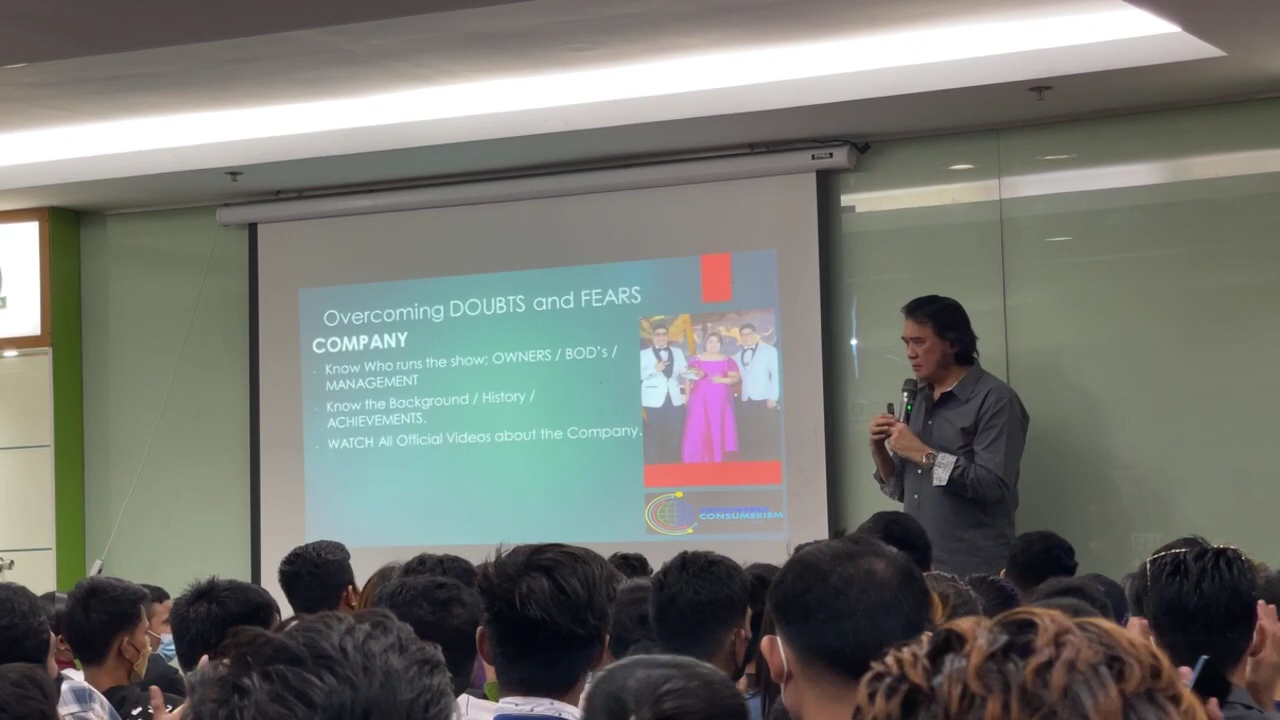 Overcoming DOUBTS and FEARS
COMPANY
- Know Who runs the show; OWNERS / BOD's /
MANAGEMENT
- Know the Background / History /
ACHIEVEMENTS.
- WATCH All Official Videos about the Company.
CONSUMERISM